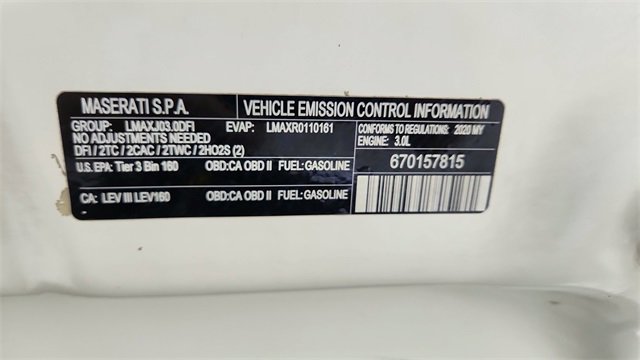 MASERATI S.P.A. VEHICLE EMISSION CONTROL INFORMATION
GROUP: LMAXJ03.0DFI EVAP: LMAXR0110161
NO ADJUSTMENTS NEEDED
DFI / 2TC / 2CAC / 2TWC / 2HO2S (2)
CONFORMS TO REGULATIONS: 2020 MY
ENGINE: 3.0L
U.S. EPA: Tier 3 Bin 160 OBD:CA OBD II FUEL:GASOLINE
670157815
CA: LEV III LEV160 OBD:CA OBD II FUEL:GASOLINE